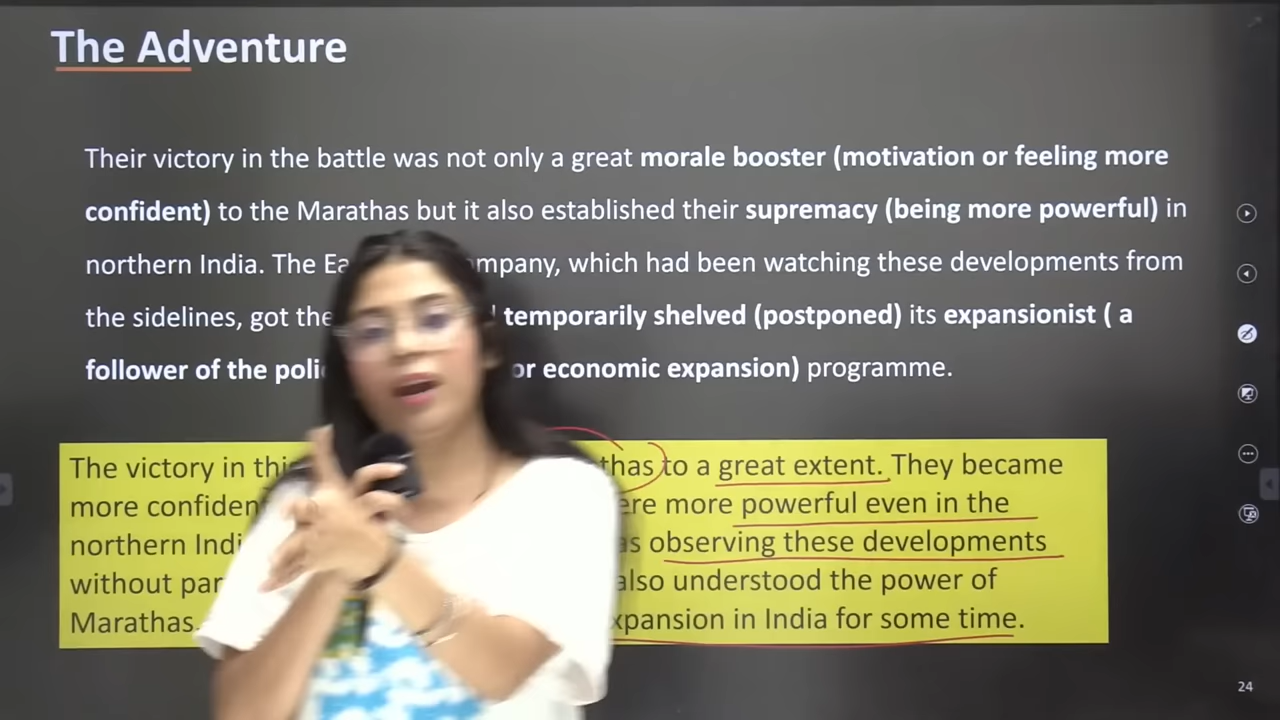 The Adventure
Their victory in the battle was not only a great morale booster (motivation or feeling more
confident) to the Marathas but it also established their supremacy (being more powerful) in
northern India. The Ea mpany, which had been watching these developments from
the sidelines, got the temporarily shelved (postponed) its expansionist ( a
follower of the poli or economic expansion) programme.
The victory in thi thas to a great extent. They became
more confiden ere more powerful even in the
northern Indi as observing these developments
without par also understood the power of
Marathas. xpansion in India for some time.
24